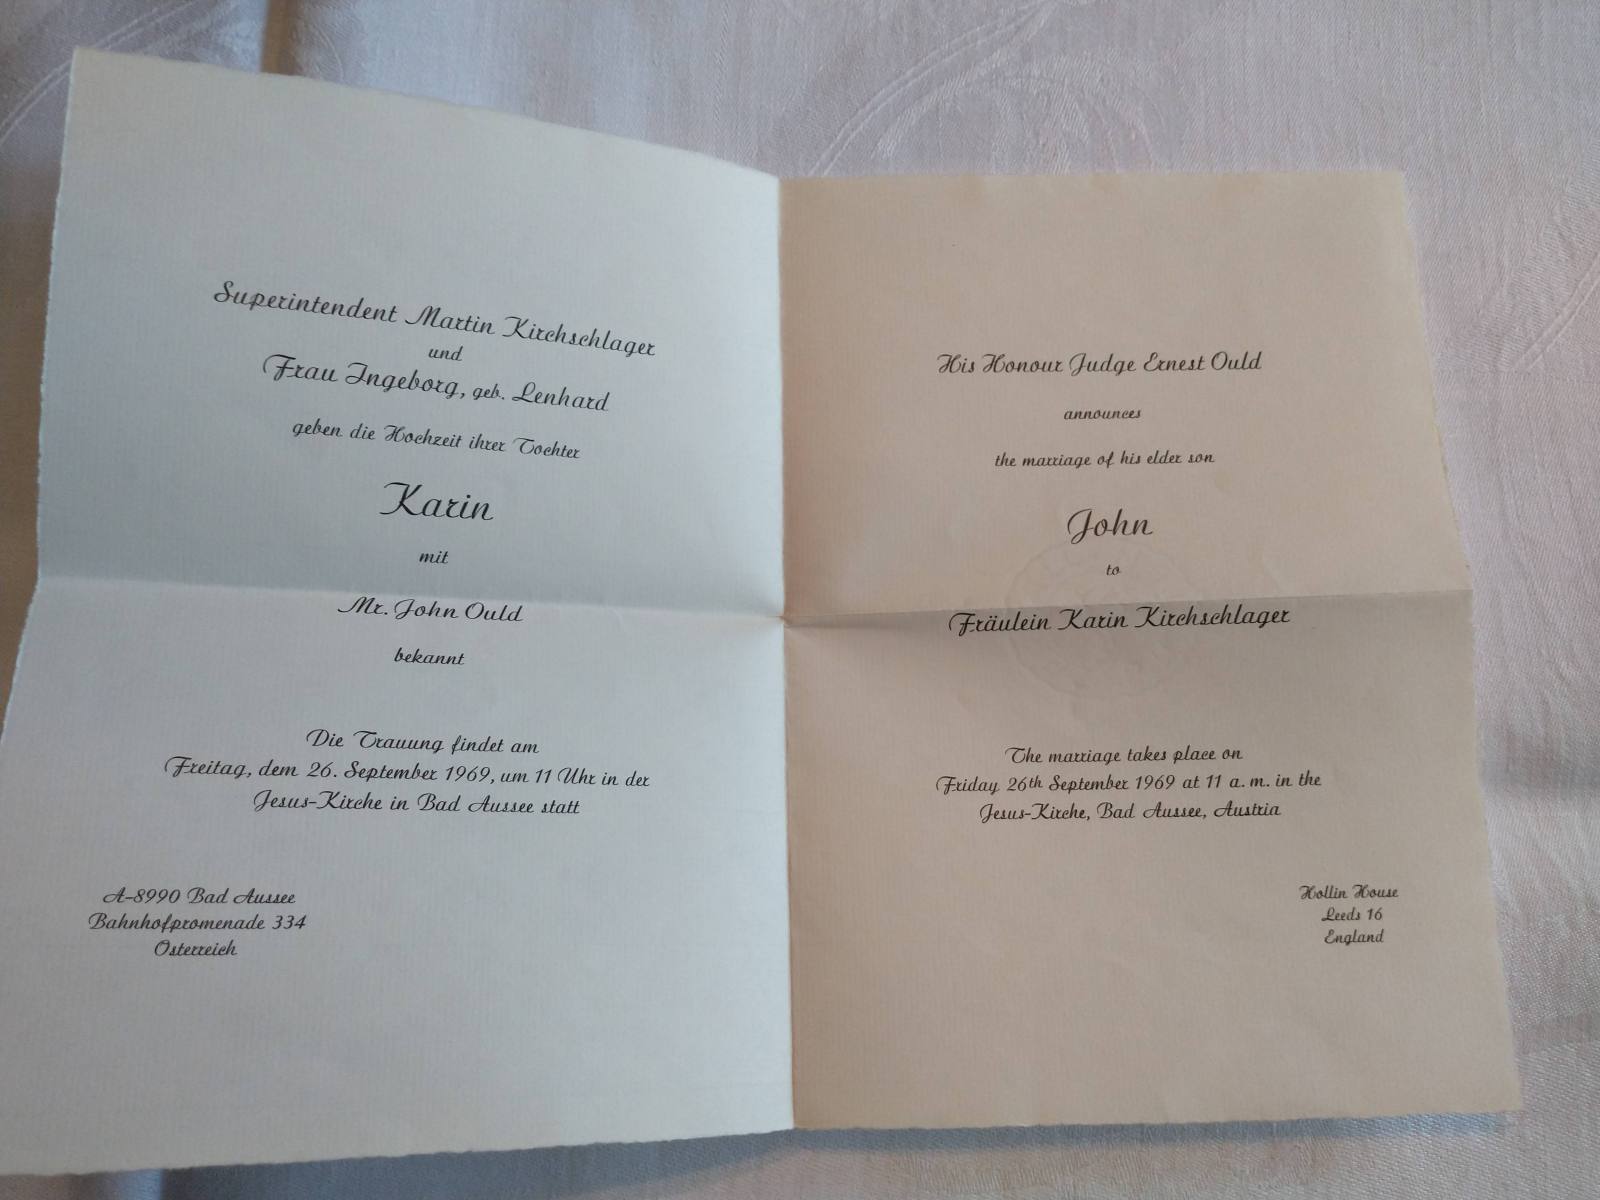 Superintendent Martin Kirchschlager
und
Frau Ingeborg, geb. Lenhard
geben die Hochzeit ihrer Tochter
Karin
mit
Mr. John Ould
bekannt
Die Trauung findet am
Freitag, dem 26. September 1969, um 11 Uhr in der
Jesus-Kirche in Bad Aussee statt
A-8990 Bad Aussee
Bahnhofpromenade 334
Österreich
His Honour Judge Ernest Ould
announces
the marriage of his elder son
John
to
Fräulein Karin Kirchschlager
The marriage takes place on
Friday 26th September 1969 at 11 a. m. in the
Jesus-Kirche, Bad Aussee, Austria
Hollin House
Leeds 16
England